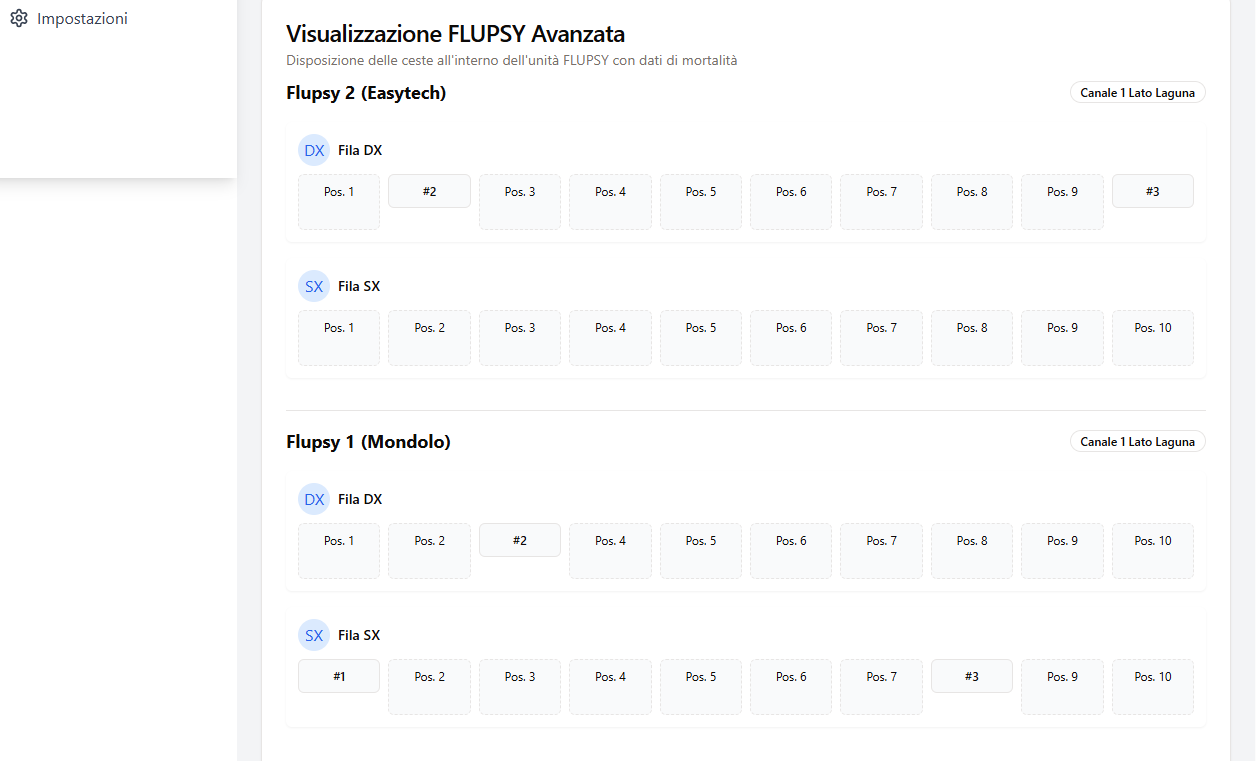 Impostazioni
Visualizzazione FLUPSY Avanzata
Disposizione delle ceste all'interno dell'unità FLUPSY con dati di mortalità
Flupsy 2 (Easytech) Canale 1 Lato Laguna
DX Fila DX
Pos. 1 #2 Pos. 3 Pos. 4 Pos. 5 Pos. 6 Pos. 7 Pos. 8 Pos. 9 #3
SX Fila SX
Pos. 1 Pos. 2 Pos. 3 Pos. 4 Pos. 5 Pos. 6 Pos. 7 Pos. 8 Pos. 9 Pos. 10
Flupsy 1 (Mondolo) Canale 1 Lato Laguna
DX Fila DX
Pos. 1 Pos. 2 #2 Pos. 4 Pos. 5 Pos. 6 Pos. 7 Pos. 8 Pos. 9 Pos. 10
SX Fila SX
#1 Pos. 2 Pos. 3 Pos. 4 Pos. 5 Pos. 6 Pos. 7 #3 Pos. 9 Pos. 10